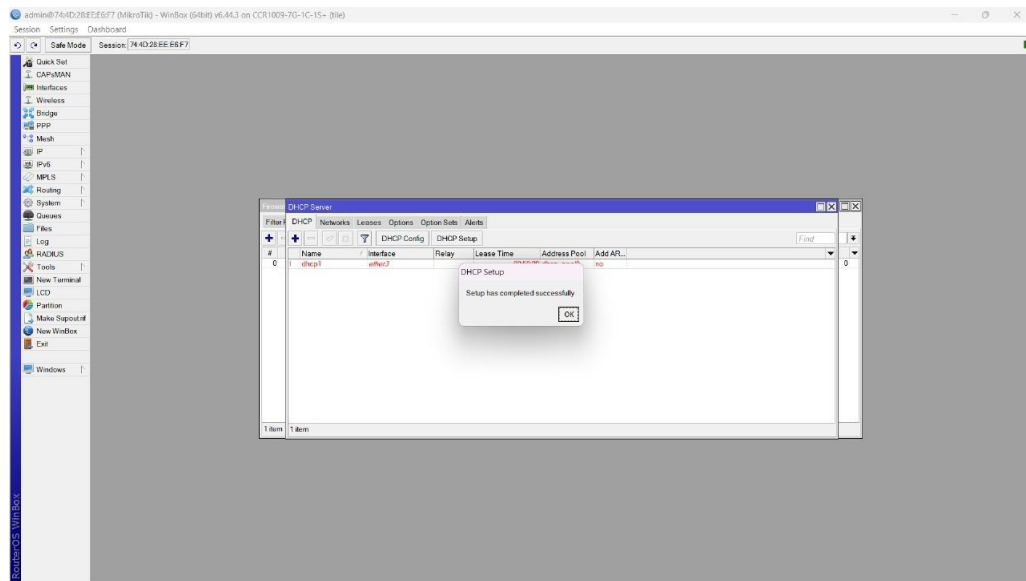 admin@74:4D:28:EE:E6:F7 (MikroTik) - WinBox (64bit) v6.44.3 on CCR1009-7G-1C-1S+ (tile)
Session Settings Dashboard
Safe Mode Session: 74:4D:28:EE:E6:F7
Quick Set
CAPsMAN
Interfaces
Wireless
Bridge
PPP
Mesh
IP
IPv6
MPLS
Routing
System
Queues
Files
Log
RADIUS
Tools
New Terminal
LCD
Partition
Make Supout.rif
New WinBox
Exit
Windows
RouterOS WinBox
DHCP Server
DHCP Networks Leases Options Option Sets Alerts
DHCP Config DHCP Setup Find
# Name Interface Relay Lease Time Address Pool Add AR...
0 I dhcp1 no 0
DHCP Setup
Setup has completed successfully
OK
1 item 1 item